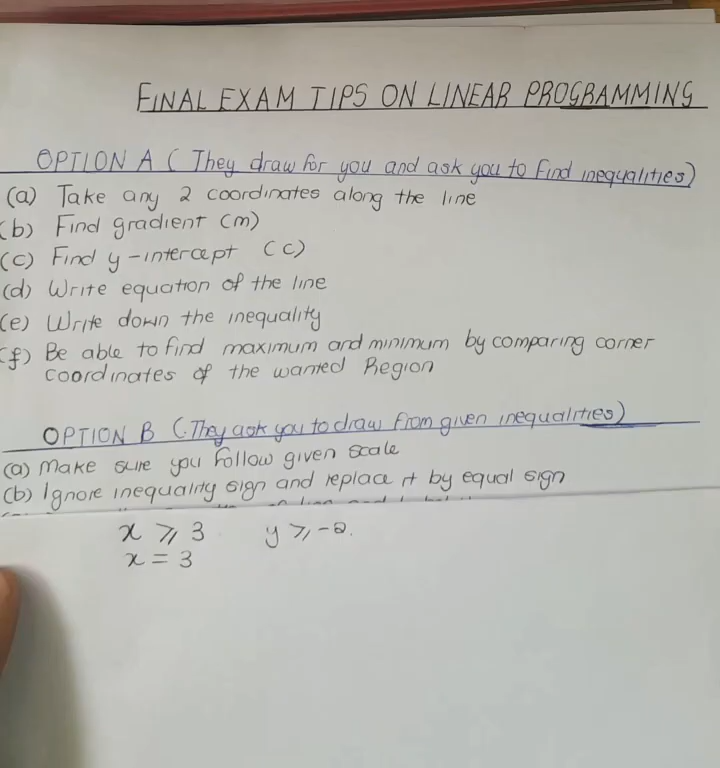 FINAL EXAM TIPS ON LINEAR PROGRAMMING
OPTION A ( They draw for you and ask you to find inequalities)
(a) Take any 2 coordinates along the line
(b) Find gradient (m)
(c) Find y-intercept (c)
(d) Write equation of the line
(e) Write down the inequality
(f) Be able to find maximum and minimum by comparing corner
coordinates of the wanted Region
OPTION B (They ask you to draw from given inequalities)
(a) Make sure you follow given scale
(b) Ignore inequality sign and replace it by equal sign
x ⩾ 3 y ⩾ -2.
x = 3